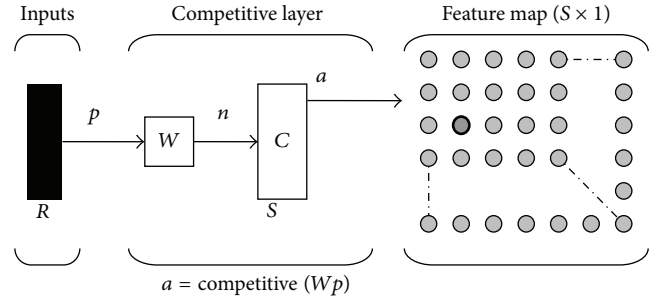 Inputs
Competitive layer
Feature map (S × 1)
p
W
n
C
a
R
S
a = competitive (Wp)